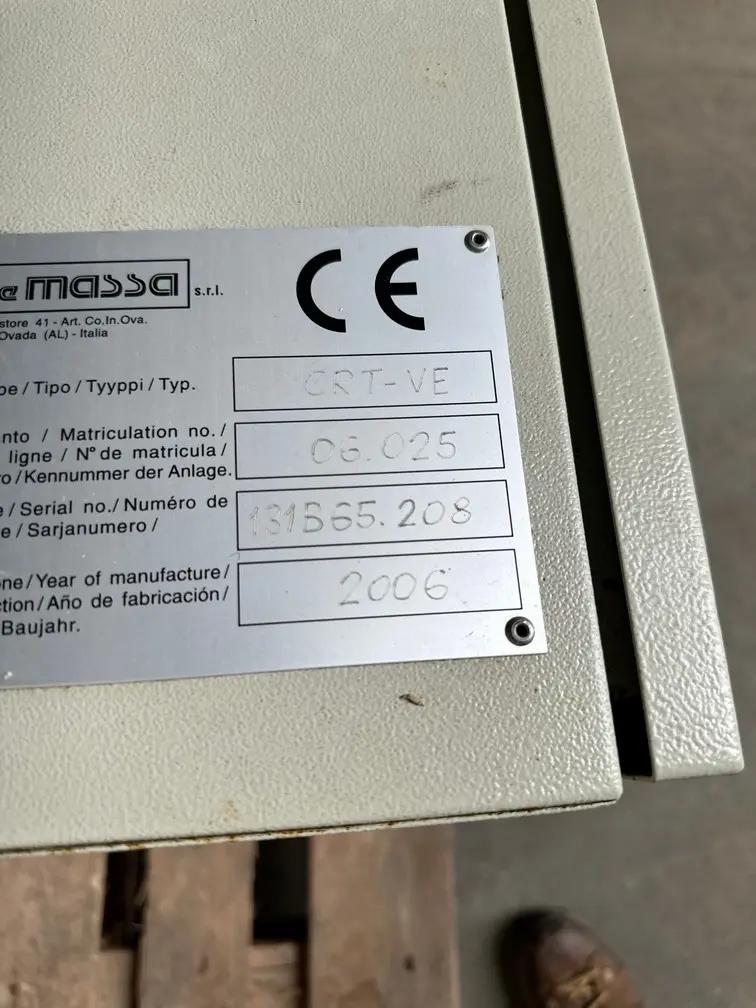 e massa s.r.l.
store 41 - Art. Co.In.Ova.
Ovada (AL) - Italia
CE
pe / Tipo / Tyyppi / Typ. CRT-VE
nto / Matriculation no. /
ligne / N° de matricula /
ro / Kennummer der Anlage. 06.025
e / Serial no./ Numéro de
e / Sarjanumero / 131B65.208
one / Year of manufacture /
ction / Año de fabricación /
Baujahr. 2006